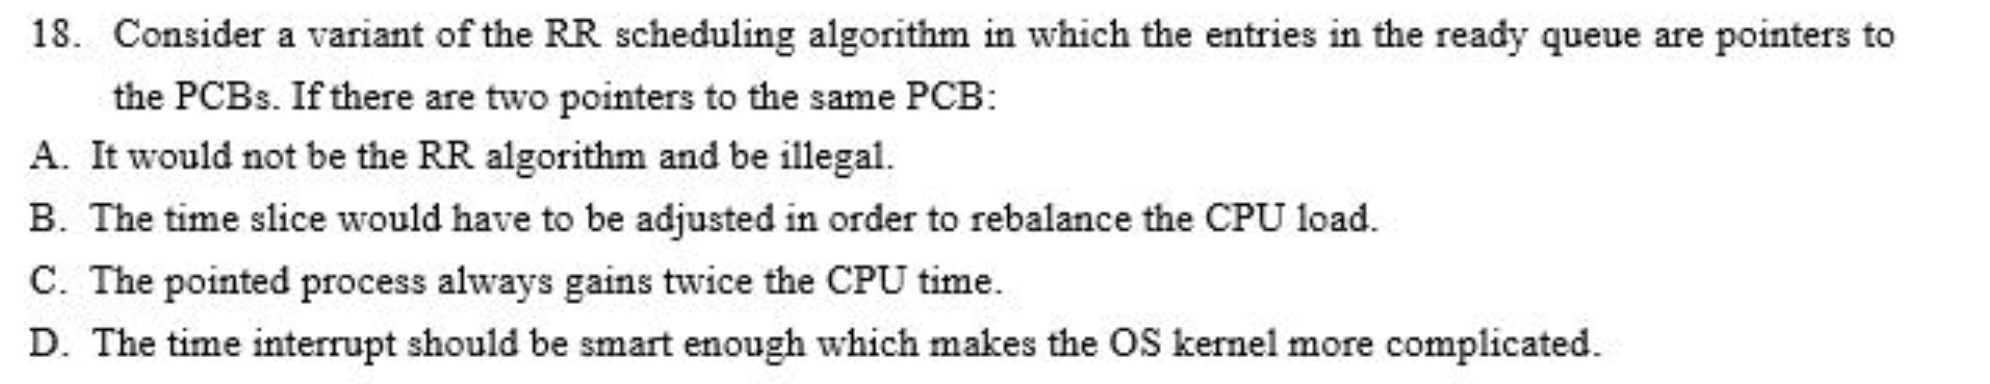 18. Consider a variant of the RR scheduling algorithm in which the entries in the ready queue are pointers to
the PCBs. If there are two pointers to the same PCB:
A. It would not be the RR algorithm and be illegal.
B. The time slice would have to be adjusted in order to rebalance the CPU load.
C. The pointed process always gains twice the CPU time.
D. The time interrupt should be smart enough which makes the OS kernel more complicated.